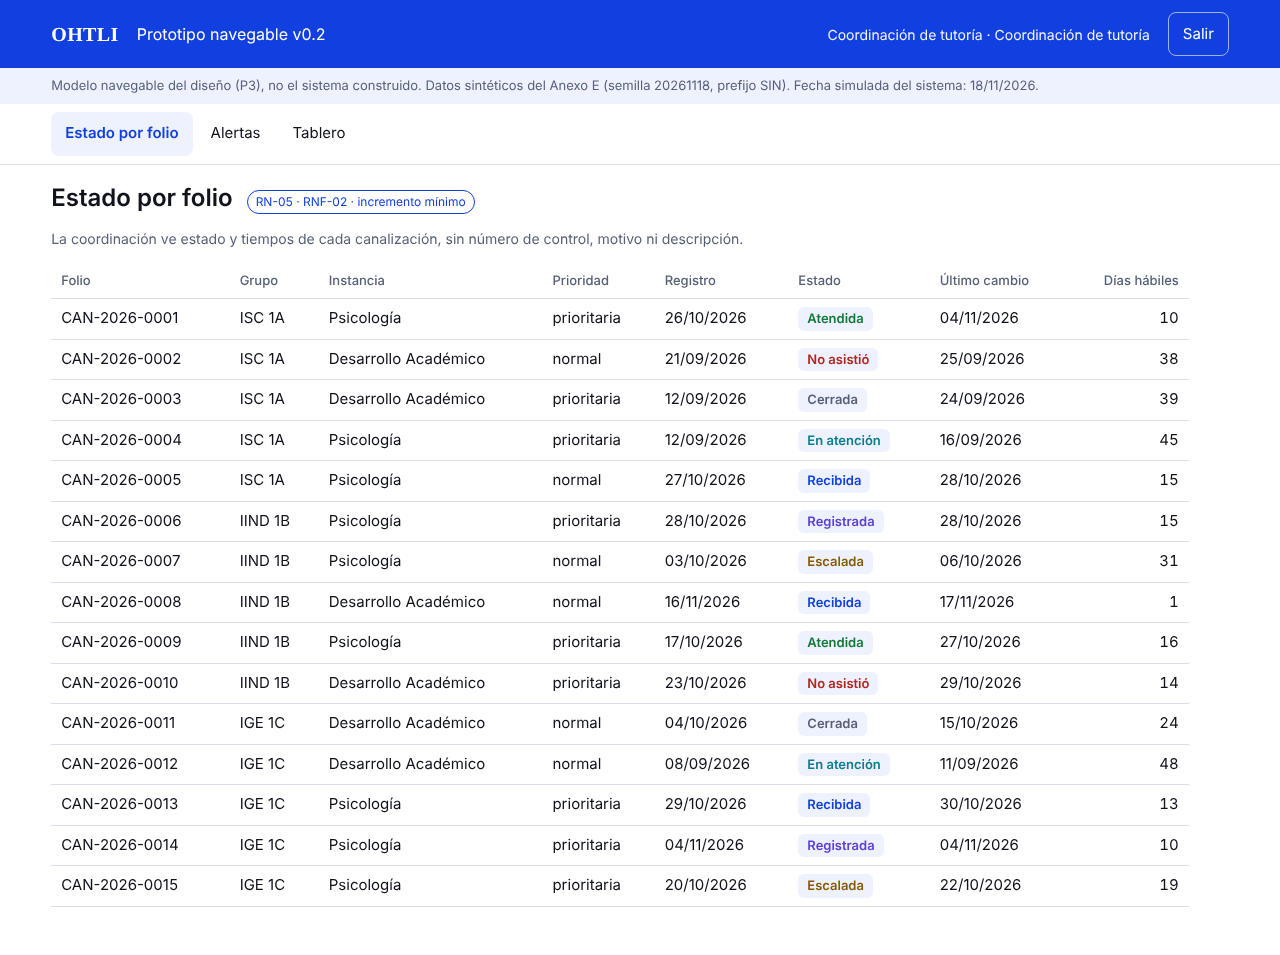 OHTLI Prototipo navegable v0.2 Coordinación de tutoría · Coordinación de tutoría Salir
Modelo navegable del diseño (P3), no el sistema construido. Datos sintéticos del Anexo E (semilla 20261118, prefijo SIN). Fecha simulada del sistema: 18/11/2026.
Estado por folio Alertas Tablero
Estado por folio RN-05 · RNF-02 · incremento mínimo
La coordinación ve estado y tiempos de cada canalización, sin número de control, motivo ni descripción.
Folio Grupo Instancia Prioridad Registro Estado Último cambio Días hábiles
CAN-2026-0001 ISC 1A Psicología prioritaria 26/10/2026 Atendida 04/11/2026 10
CAN-2026-0002 ISC 1A Desarrollo Académico normal 21/09/2026 No asistió 25/09/2026 38
CAN-2026-0003 ISC 1A Desarrollo Académico prioritaria 12/09/2026 Cerrada 24/09/2026 39
CAN-2026-0004 ISC 1A Psicología prioritaria 12/09/2026 En atención 16/09/2026 45
CAN-2026-0005 ISC 1A Psicología normal 27/10/2026 Recibida 28/10/2026 15
CAN-2026-0006 IIND 1B Psicología prioritaria 28/10/2026 Registrada 28/10/2026 15
CAN-2026-0007 IIND 1B Psicología normal 03/10/2026 Escalada 06/10/2026 31
CAN-2026-0008 IIND 1B Desarrollo Académico normal 16/11/2026 Recibida 17/11/2026 1
CAN-2026-0009 IIND 1B Psicología prioritaria 17/10/2026 Atendida 27/10/2026 16
CAN-2026-0010 IIND 1B Desarrollo Académico prioritaria 23/10/2026 No asistió 29/10/2026 14
CAN-2026-0011 IGE 1C Desarrollo Académico normal 04/10/2026 Cerrada 15/10/2026 24
CAN-2026-0012 IGE 1C Desarrollo Académico normal 08/09/2026 En atención 11/09/2026 48
CAN-2026-0013 IGE 1C Psicología prioritaria 29/10/2026 Recibida 30/10/2026 13
CAN-2026-0014 IGE 1C Psicología prioritaria 04/11/2026 Registrada 04/11/2026 10
CAN-2026-0015 IGE 1C Psicología prioritaria 20/10/2026 Escalada 22/10/2026 19